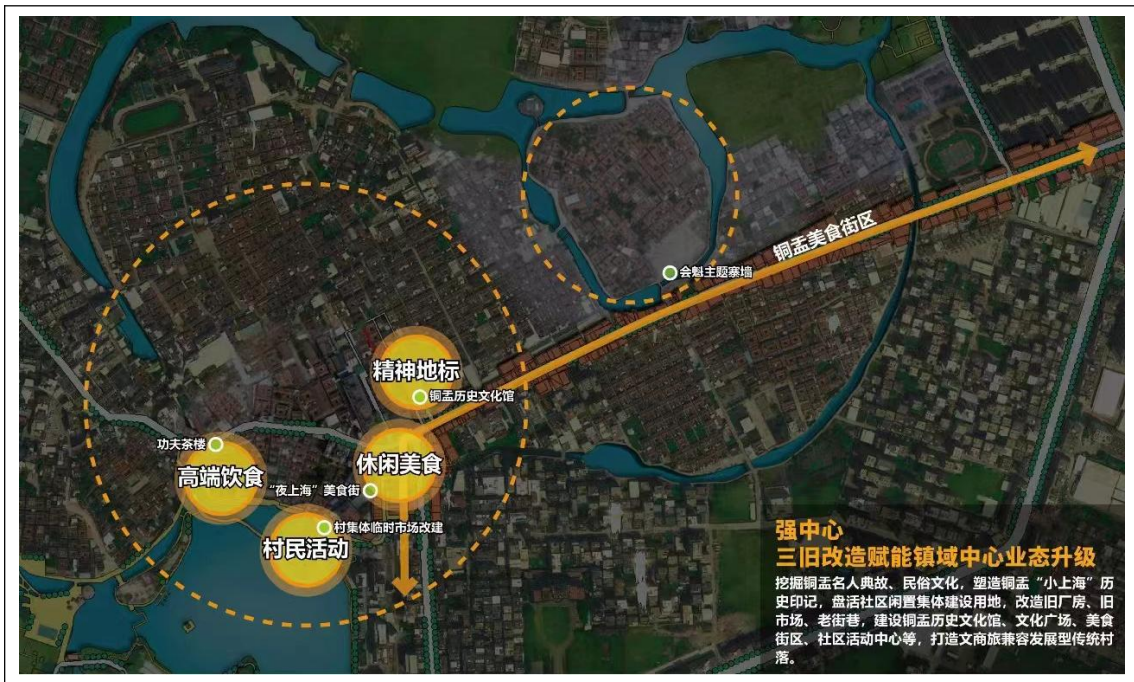 铜盂美食街区
会魁主题寨墙
精神地标
铜盂历史文化馆
功夫茶楼
高端饮食
休闲美食
“夜上海”美食街
村集体临时市场改建
村民活动
强中心
三旧改造赋能镇域中心业态升级
挖掘铜盂名人典故、民俗文化，塑造铜盂“小上海”历
史印记，盘活社区闲置集体建设用地，改造旧厂房、旧
市场、老街巷，建设铜盂历史文化馆、文化广场、美食
街区、社区活动中心等，打造文商旅兼容发展型传统村
落。